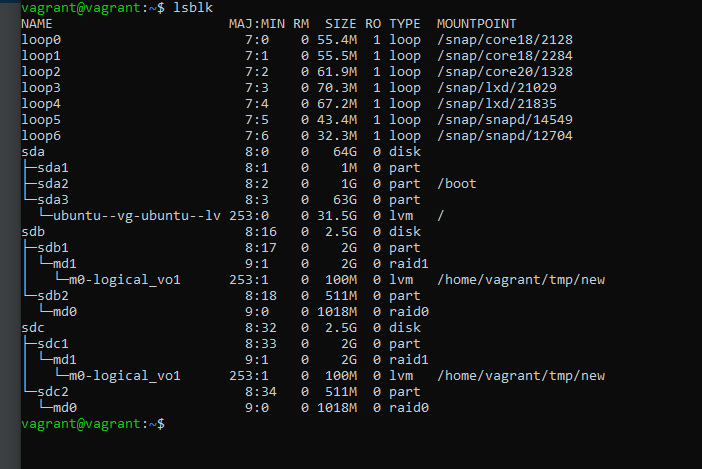 vagrant@vagrant:~$ lsblk
NAME                      MAJ:MIN RM  SIZE RO TYPE  MOUNTPOINT
loop0                       7:0    0 55.4M  1 loop  /snap/core18/2128
loop1                       7:1    0 55.5M  1 loop  /snap/core18/2284
loop2                       7:2    0 61.9M  1 loop  /snap/core20/1328
loop3                       7:3    0 70.3M  1 loop  /snap/lxd/21029
loop4                       7:4    0 67.2M  1 loop  /snap/lxd/21835
loop5                       7:5    0 43.4M  1 loop  /snap/snapd/14549
loop6                       7:6    0 32.3M  1 loop  /snap/snapd/12704
sda                         8:0    0   64G  0 disk
├─sda1                      8:1    0    1M  0 part
├─sda2                      8:2    0    1G  0 part  /boot
└─sda3                      8:3    0   63G  0 part
  └─ubuntu--vg-ubuntu--lv 253:0    0 31.5G  0 lvm   /
sdb                         8:16   0  2.5G  0 disk
├─sdb1                      8:17   0    2G  0 part
│ └─md1                     9:1    0    2G  0 raid1
│   └─m0-logical_vo1      253:1    0  100M  0 lvm   /home/vagrant/tmp/new
└─sdb2                      8:18   0  511M  0 part
  └─md0                     9:0    0 1018M  0 raid0
sdc                         8:32   0  2.5G  0 disk
├─sdc1                      8:33   0    2G  0 part
│ └─md1                     9:1    0    2G  0 raid1
│   └─m0-logical_vo1      253:1    0  100M  0 lvm   /home/vagrant/tmp/new
└─sdc2                      8:34   0  511M  0 part
  └─md0                     9:0    0 1018M  0 raid0
vagrant@vagrant:~$